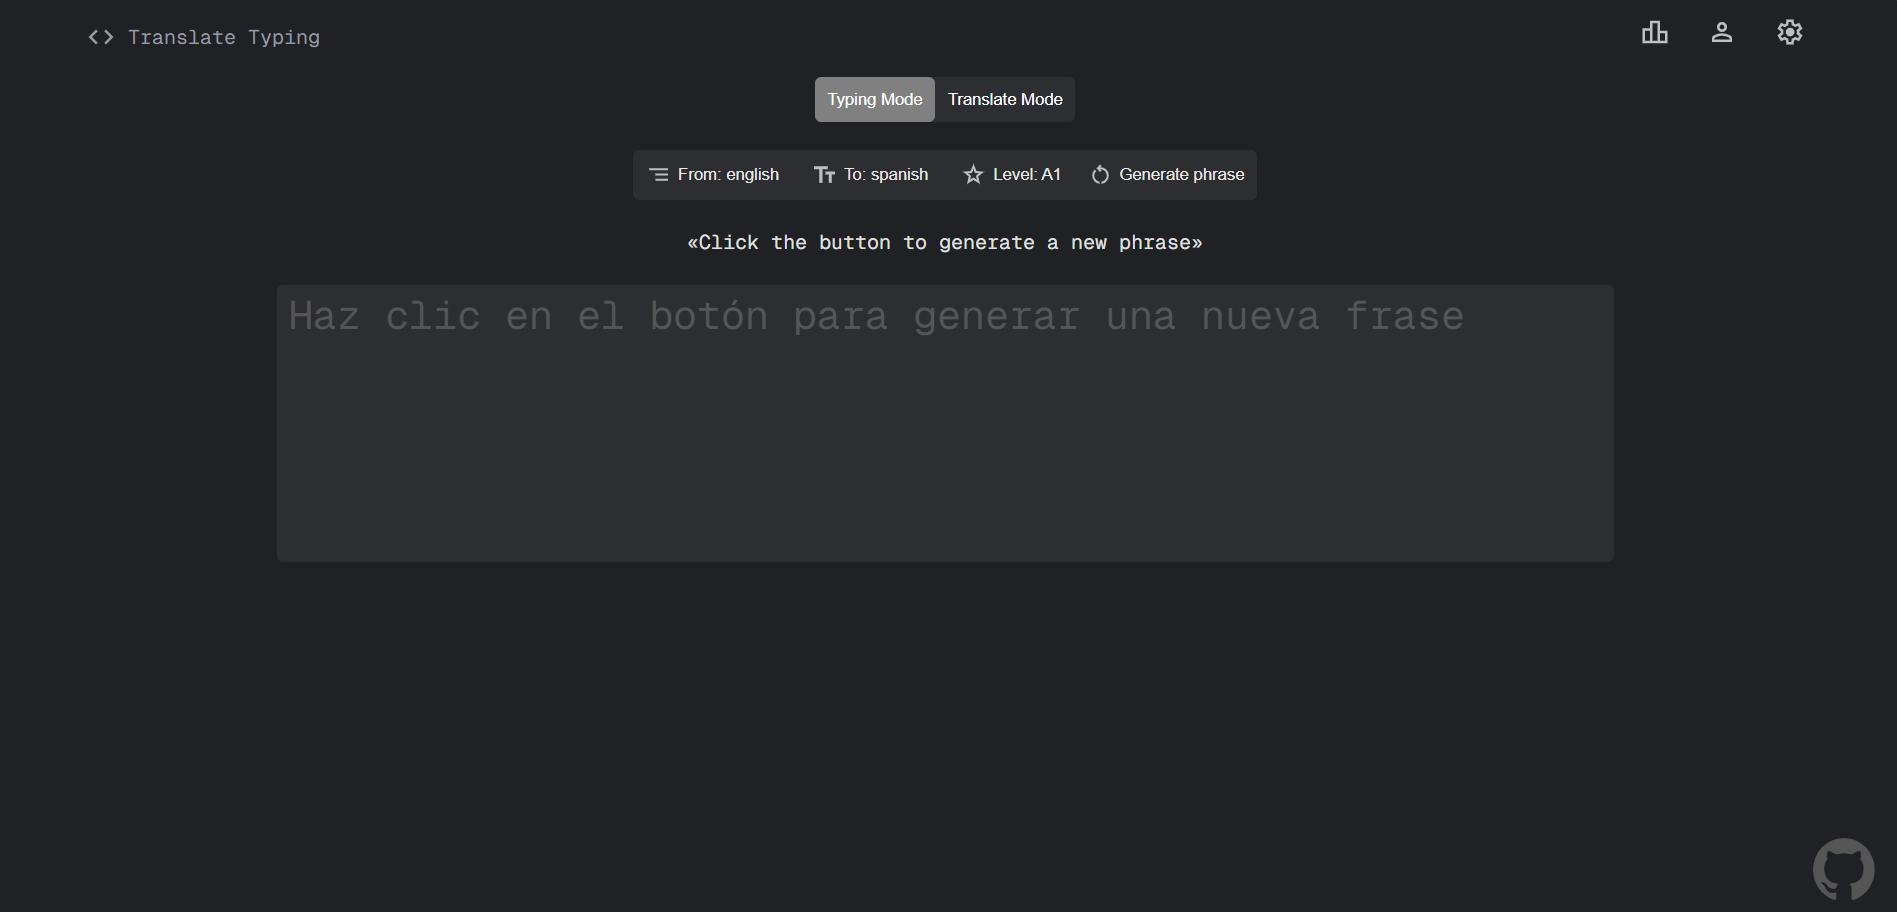 <> Translate Typing
Typing Mode Translate Mode
From: english To: spanish Level: A1 Generate phrase
«Click the button to generate a new phrase»
Haz clic en el botón para generar una nueva frase